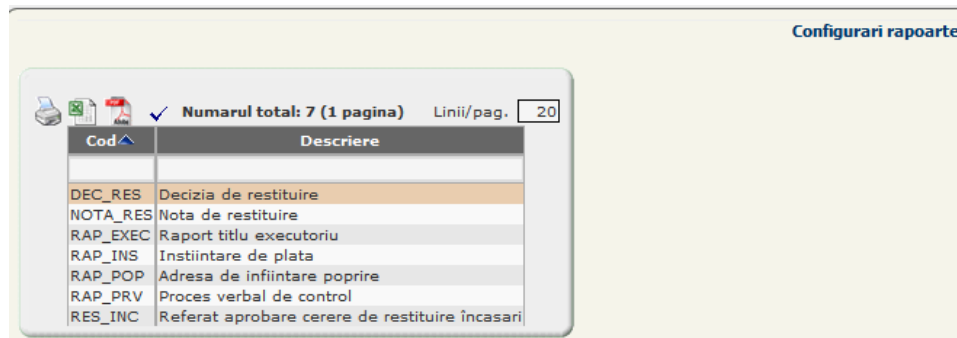 Configurari rapoarte
Numarul total: 7 (1 pagina) Linii/pag. 20
Cod Descriere
DEC_RES Decizia de restituire
NOTA_RES Nota de restituire
RAP_EXEC Raport titlu executoriu
RAP_INS Instiintare de plata
RAP_POP Adresa de infiintare poprire
RAP_PRV Proces verbal de control
RES_INC Referat aprobare cerere de restituire încasari